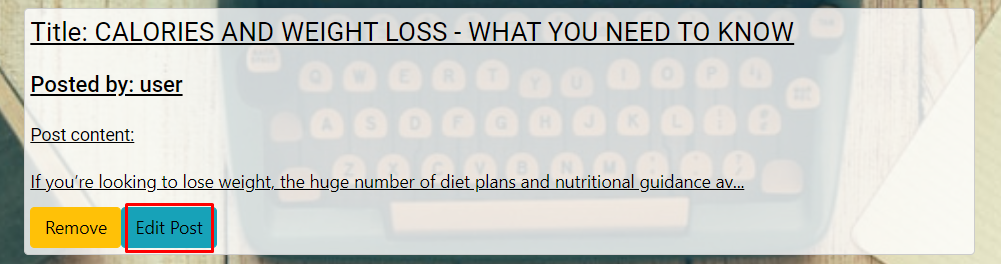 Title: CALORIES AND WEIGHT LOSS - WHAT YOU NEED TO KNOW
Posted by: user
Post content:
If you’re looking to lose weight, the huge number of diet plans and nutritional guidance av...
Remove Edit Post
Q W E R T Y U I O P
A S D F G H J K L
Z X C V B N M